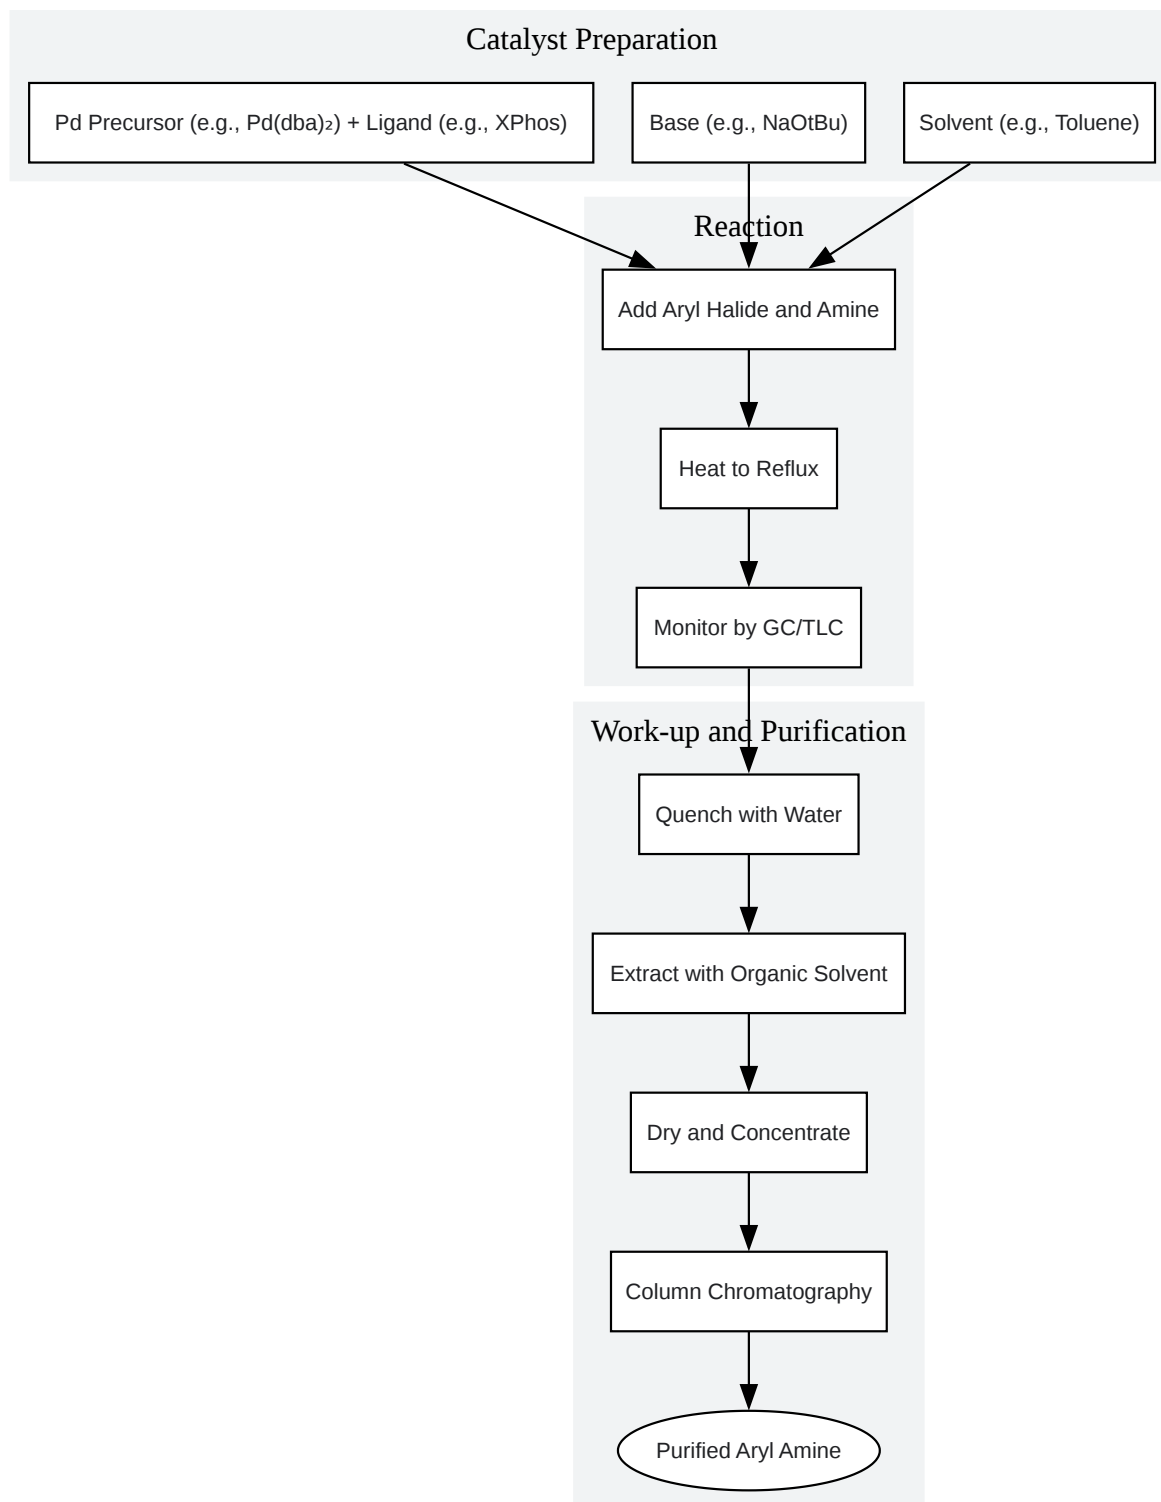 Catalyst Preparation
Pd Precursor (e.g., Pd(dba)₂) + Ligand (e.g., XPhos)
Base (e.g., NaOtBu)
Solvent (e.g., Toluene)
Reaction
Add Aryl Halide and Amine
Heat to Reflux
Monitor by GC/TLC
Work-up and Purification
Quench with Water
Extract with Organic Solvent
Dry and Concentrate
Column Chromatography
Purified Aryl Amine